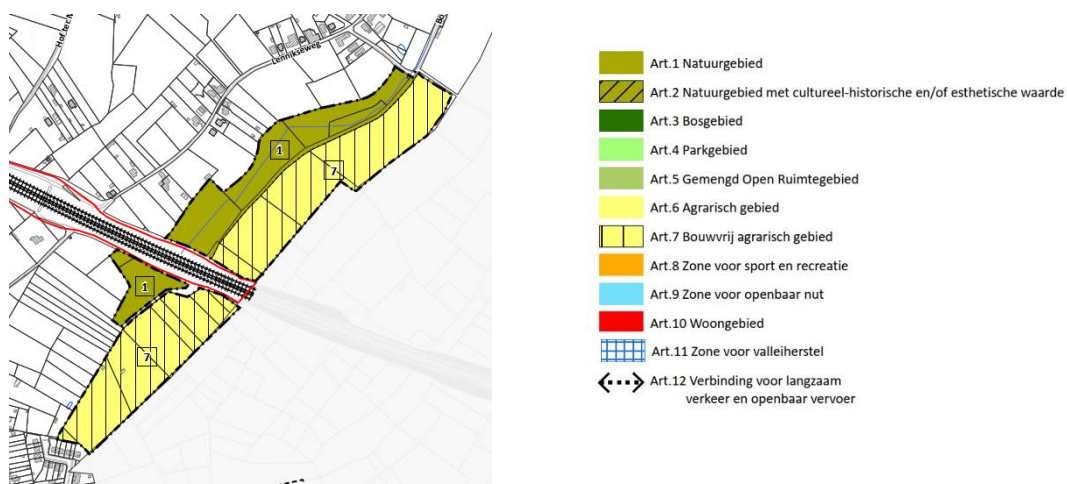 Hof.ter.
Lennikseweg
1
7
1
7
Art.1 Natuurgebied
Art.2 Natuurgebied met cultureel-historische en/of esthetische waarde
Art.3 Bosgebied
Art.4 Parkgebied
Art.5 Gemengd Open Ruimtegebied
Art.6 Agrarisch gebied
Art.7 Bouwvrij agrarisch gebied
Art.8 Zone voor sport en recreatie
Art.9 Zone voor openbaar nut
Art.10 Woongebied
Art.11 Zone voor valleiherstel
Art.12 Verbinding voor langzaam
verkeer en openbaar vervoer